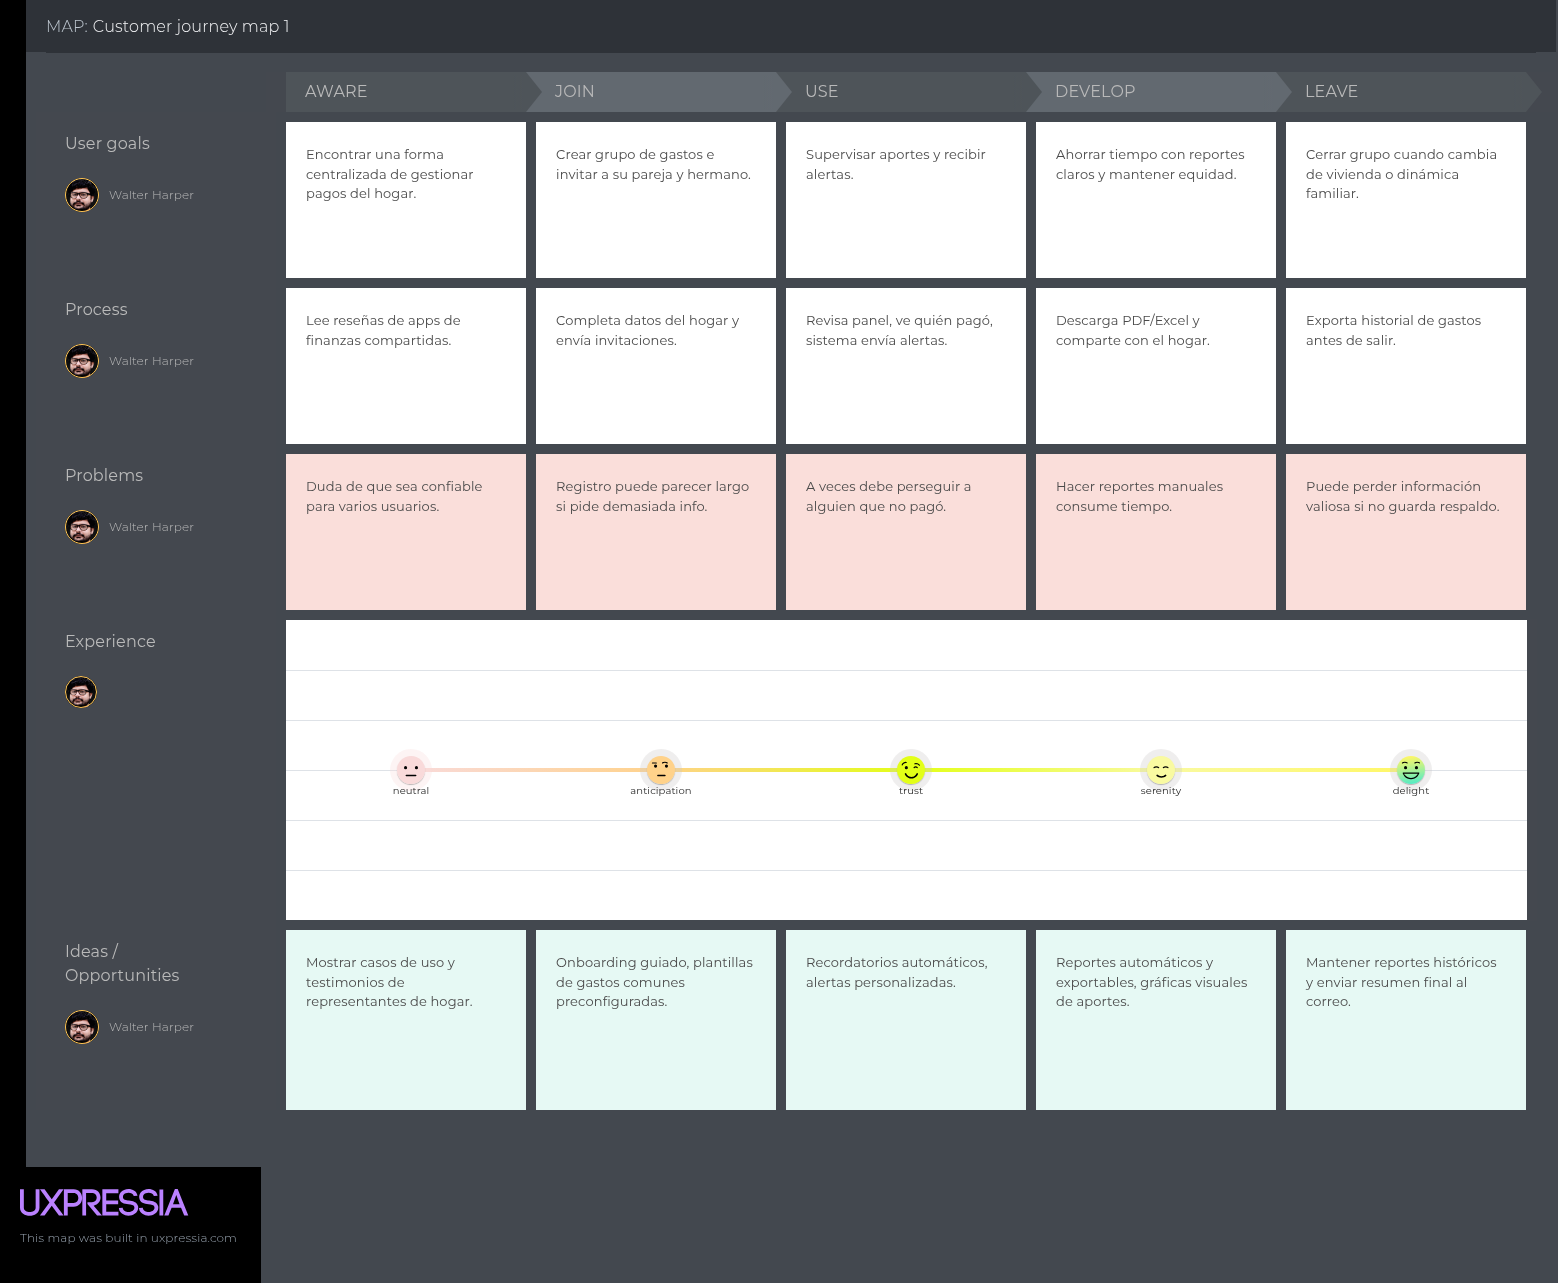 MAP: Customer journey map 1
AWARE
JOIN
USE
DEVELOP
LEAVE
User goals
Walter Harper
Encontrar una forma
centralizada de gestionar
pagos del hogar.
Crear grupo de gastos e
invitar a su pareja y hermano.
Supervisar aportes y recibir
alertas.
Ahorrar tiempo con reportes
claros y mantener equidad.
Cerrar grupo cuando cambia
de vivienda o dinámica
familiar.
Process
Walter Harper
Lee reseñas de apps de
finanzas compartidas.
Completa datos del hogar y
envía invitaciones.
Revisa panel, ve quién pagó,
sistema envía alertas.
Descarga PDF/Excel y
comparte con el hogar.
Exporta historial de gastos
antes de salir.
Problems
Walter Harper
Duda de que sea confiable
para varios usuarios.
Registro puede parecer largo
si pide demasiada info.
A veces debe perseguir a
alguien que no pagó.
Hacer reportes manuales
consume tiempo.
Puede perder información
valiosa si no guarda respaldo.
Experience
neutral
anticipation
trust
serenity
delight
Ideas /
Opportunities
Walter Harper
Mostrar casos de uso y
testimonios de
representantes de hogar.
Onboarding guiado, plantillas
de gastos comunes
preconfiguradas.
Recordatorios automáticos,
alertas personalizadas.
Reportes automáticos y
exportables, gráficas visuales
de aportes.
Mantener reportes históricos
y enviar resumen final al
correo.
UXPRESSIA
This map was built in uxpressia.com